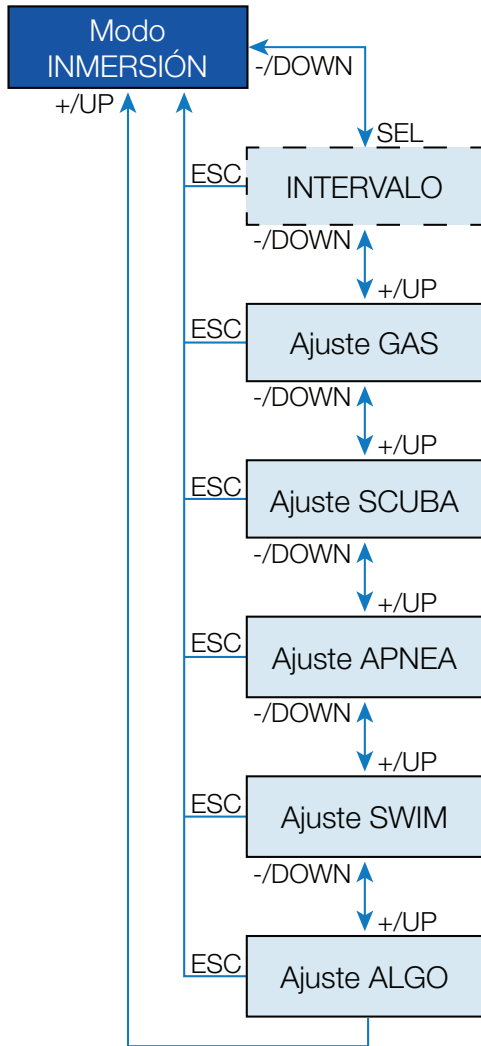 Modo
INMERSIÓN
-/DOWN
+/UP
SEL
ESC
INTERVALO
-/DOWN
+/UP
ESC
Ajuste GAS
-/DOWN
+/UP
ESC
Ajuste SCUBA
-/DOWN
+/UP
ESC
Ajuste APNEA
-/DOWN
+/UP
ESC
Ajuste SWIM
-/DOWN
+/UP
ESC
Ajuste ALGO